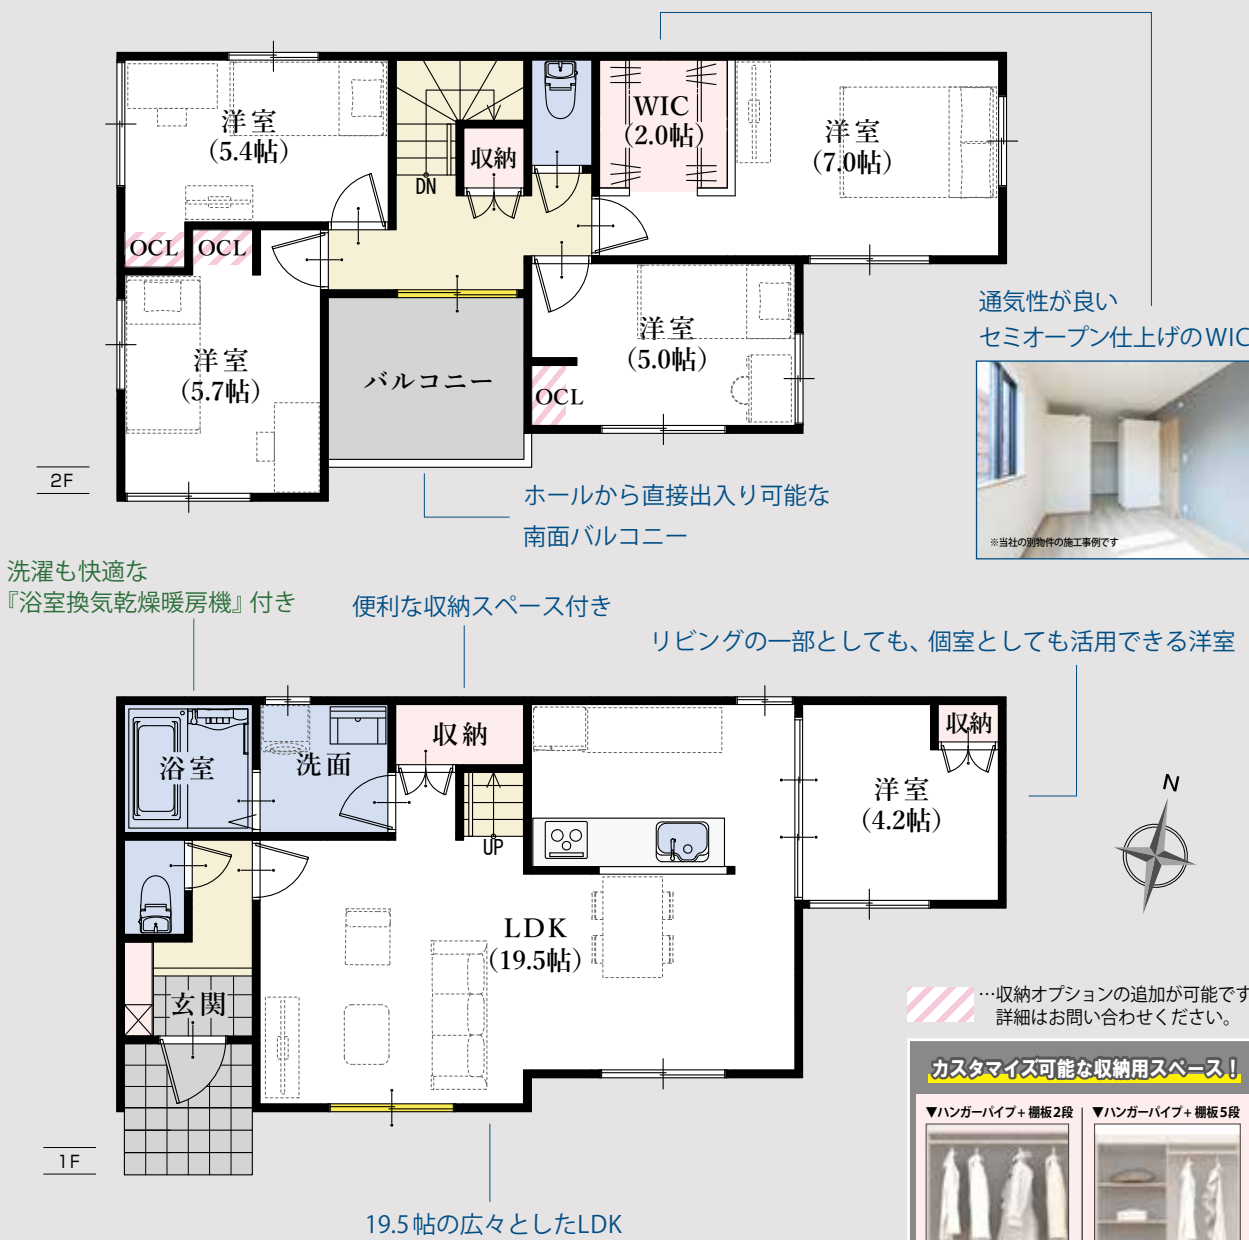 洋室
(5.4帖)
DN
収納
WIC
(2.0帖)
洋室
(7.0帖)
OCL
OCL
洋室
(5.7帖)
バルコニー
洋室
(5.0帖)
OCL
2F
通気性が良い
セミオープン仕上げのWIC
※当社の別物件の施工事例です
ホールから直接出入り可能な
南面バルコニー
洗濯も快適な
『浴室換気乾燥暖房機』付き
便利な収納スペース付き
リビングの一部としても、個室としても活用できる洋室
浴室
洗面
収納
UP
収納
洋室
(4.2帖)
N
LDK
(19.5帖)
玄関
1F
19.5帖の広々としたLDK
…収納オプションの追加が可能です
詳細はお問い合わせください。
カスタマイズ可能な収納用スペース!
▼ハンガーパイプ+棚板2段
▼ハンガーパイプ+棚板5段